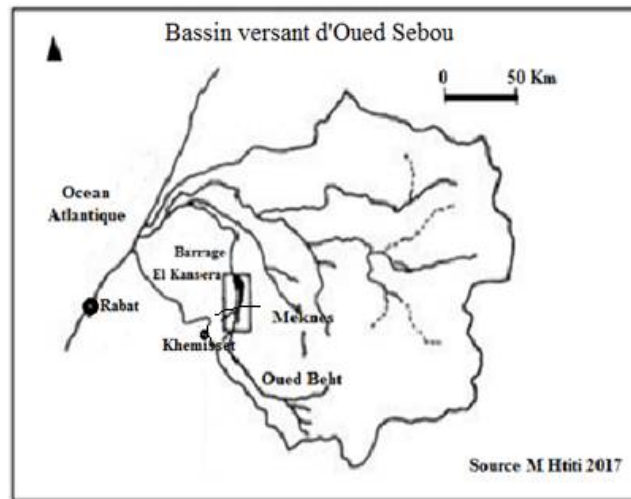 Bassin versant d'Oued Sebou
0 50 Km
Ocean
Atlantique
Barrage
El Kansera
Rabat
Meknes
Khemisset
Oued Beht
Source M Htiti 2017